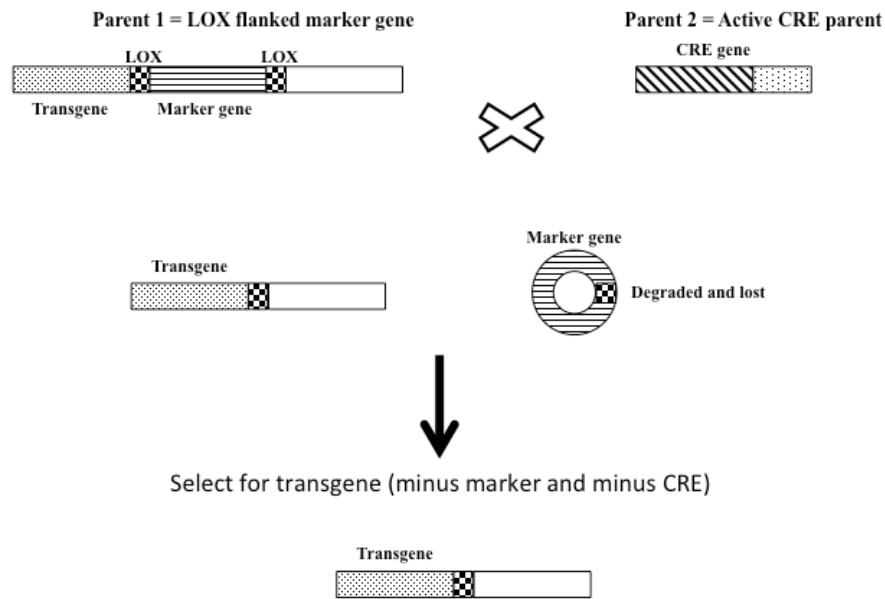 Parent 1 = LOX flanked marker gene
Parent 2 = Active CRE parent
LOX
LOX
CRE gene
Transgene
Marker gene
Transgene
Marker gene
Degraded and lost
Select for transgene (minus marker and minus CRE)
Transgene